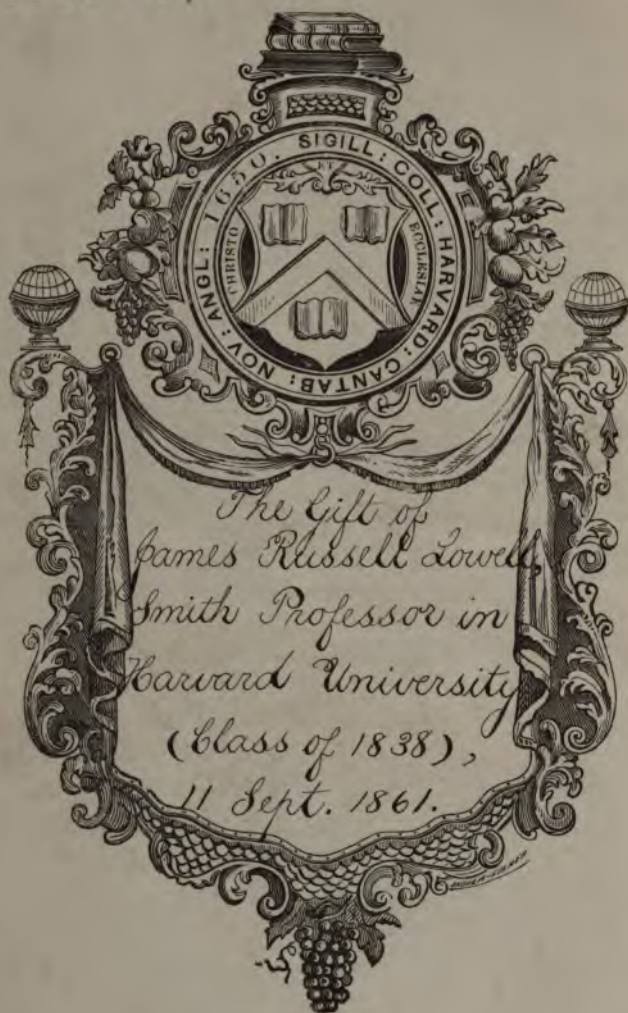 SIGILL: COLL: HARVARD: CANTAB: NOV: ANGL: 1650.
ET
CHRISTO
ECCLESIAE
The Gift of
James Russell Lowell,
Smith Professor in
Harvard University
(Class of 1838),
11 Sept. 1861.